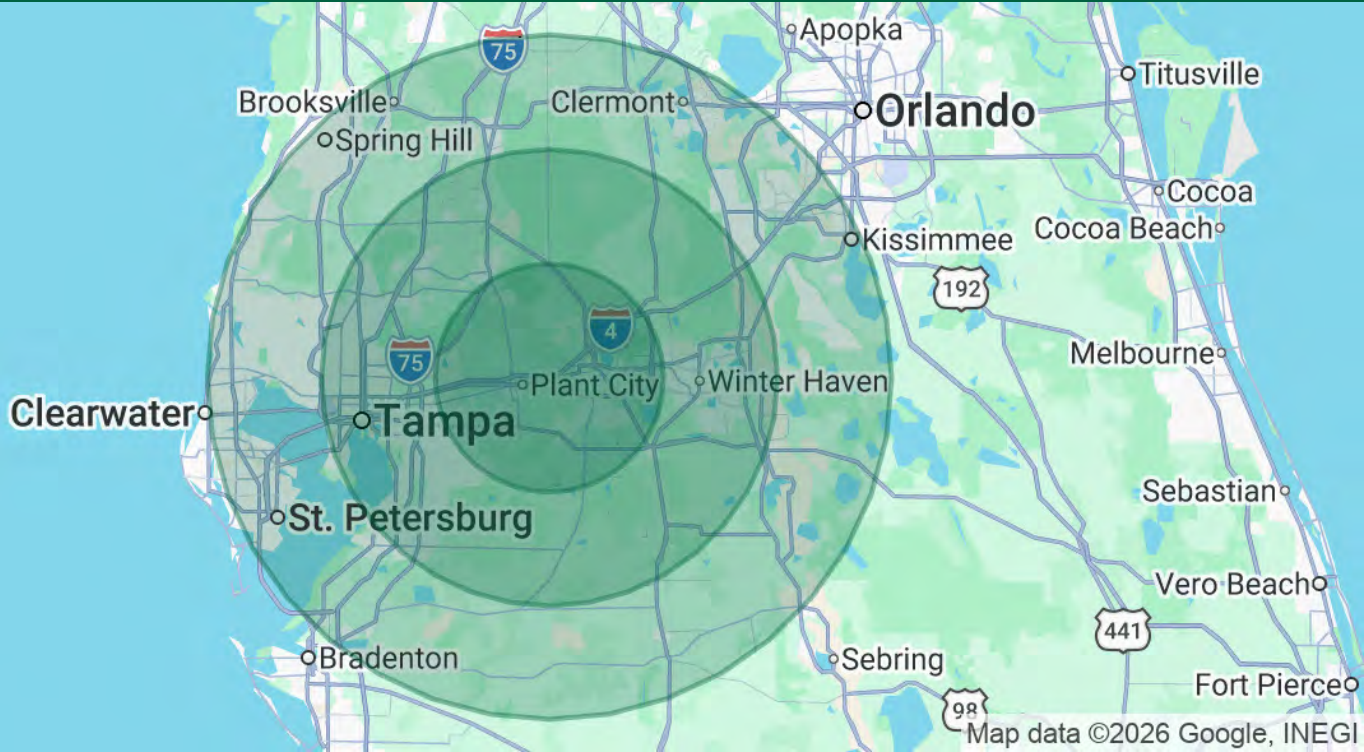 Apopka
75
Titusville
Brooksville
Clermont
Orlando
Spring Hill
Cocoa
Cocoa Beach
Kissimmee
192
4
75
Melbourne
Plant City
Winter Haven
Clearwater
Tampa
Sebastian
St. Petersburg
Vero Beach
441
Bradenton
Sebring
Fort Pierce
98
Map data ©2026 Google, INEGI